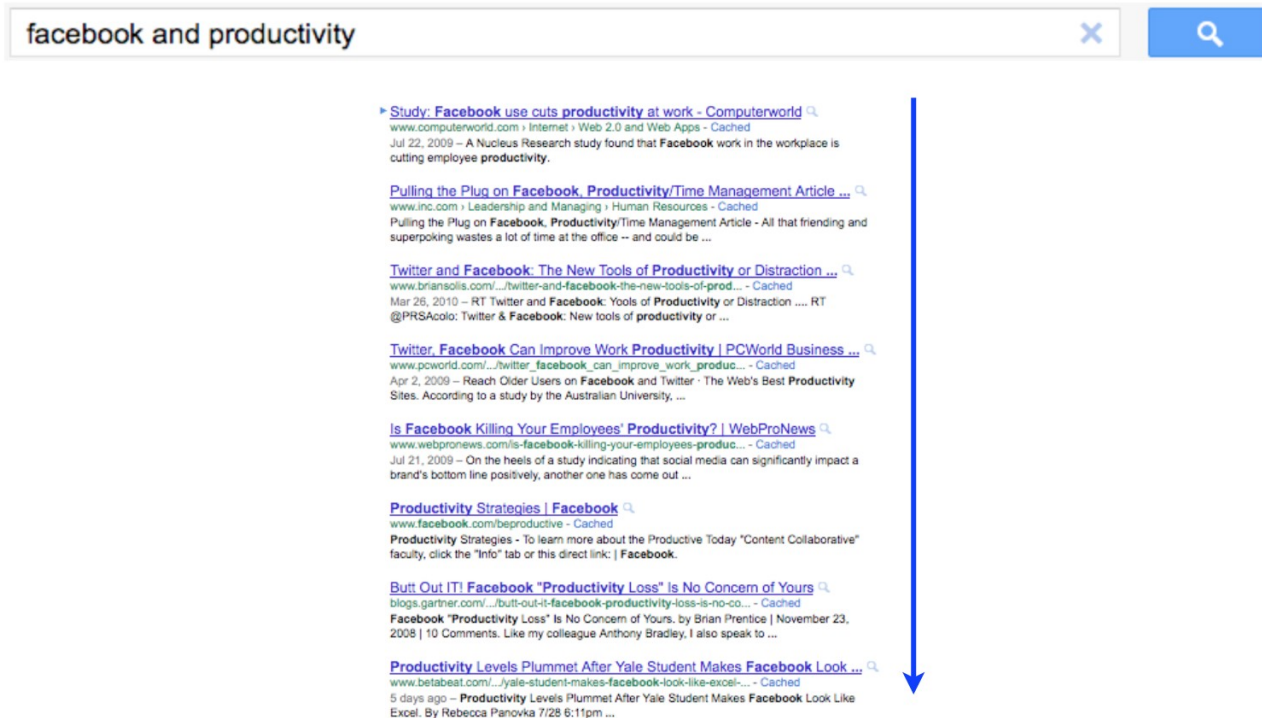 facebook and productivity
Study: Facebook use cuts productivity at work - Computerworld
www.computerworld.com › Internet › Web 2.0 and Web Apps - Cached
Jul 22, 2009 – A Nucleus Research study found that Facebook work in the workplace is
cutting employee productivity.
Pulling the Plug on Facebook, Productivity/Time Management Article ...
www.inc.com › Leadership and Managing › Human Resources - Cached
Pulling the Plug on Facebook, Productivity/Time Management Article - All that friending and
superpoking wastes a lot of time at the office -- and could be ...
Twitter and Facebook: The New Tools of Productivity or Distraction ...
www.briansolis.com/.../twitter-and-facebook-the-new-tools-of-prod... - Cached
Mar 26, 2010 – RT Twitter and Facebook: Yools of Productivity or Distraction .... RT
@PRSAcolo: Twitter & Facebook: New tools of productivity or ...
Twitter, Facebook Can Improve Work Productivity | PCWorld Business ...
www.pcworld.com/.../twitter_facebook_can_improve_work_produc... - Cached
Apr 2, 2009 – Reach Older Users on Facebook and Twitter · The Web's Best Productivity
Sites. According to a study by the Australian University, ...
Is Facebook Killing Your Employees' Productivity? | WebProNews
www.webpronews.com/is-facebook-killing-your-employees-produc... - Cached
Jul 21, 2009 – On the heels of a study indicating that social media can significantly impact a
brand's bottom line positively, another one has come out ...
Productivity Strategies | Facebook
www.facebook.com/beproductive - Cached
Productivity Strategies - To learn more about the Productive Today "Content Collaborative"
faculty, click the "Info" tab or this direct link: | Facebook.
Butt Out IT! Facebook "Productivity Loss" Is No Concern of Yours
blogs.gartner.com/.../butt-out-it-facebook-productivity-loss-is-no-co... - Cached
Facebook "Productivity Loss" Is No Concern of Yours. by Brian Prentice | November 23,
2008 | 10 Comments. Like my colleague Anthony Bradley, I also speak to ...
Productivity Levels Plummet After Yale Student Makes Facebook Look ...
www.betabeat.com/.../yale-student-makes-facebook-look-like-excel-... - Cached
5 days ago – Productivity Levels Plummet After Yale Student Makes Facebook Look Like
Excel. By Rebecca Panovka 7/28 6:11pm ...